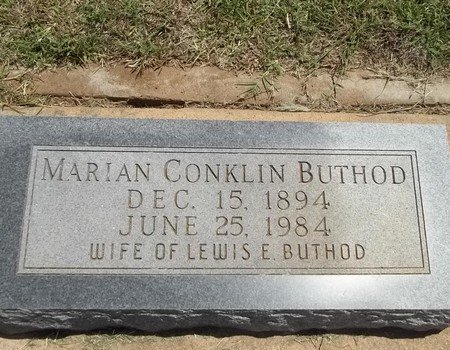 MARIAN CONKLIN BUTHOD
DEC. 15, 1894
JUNE 25, 1984
WIFE OF LEWIS E. BUTHOD